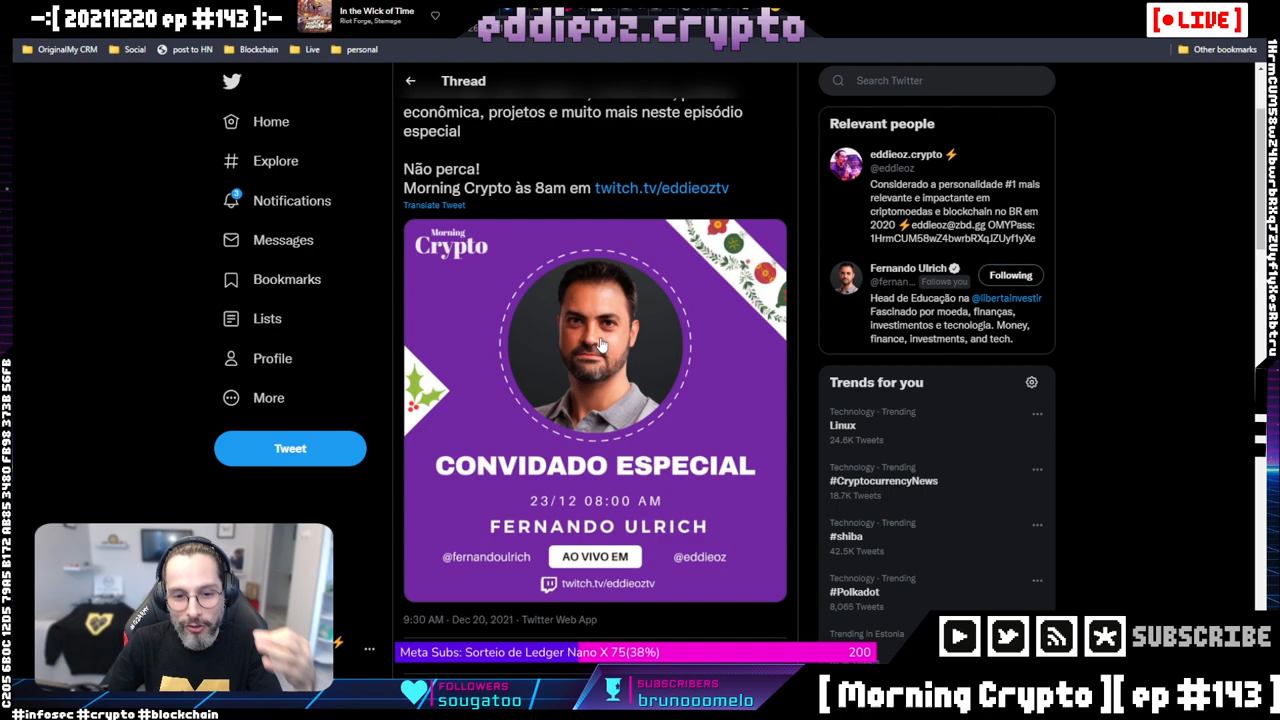 -:[ 20211220 ep #143 ]:-
In the Wick of Time
Riot Forge, Stemage
eddieoz.crypto
[● LIVE ]
OriginalMy CRM
Social
post to HN
Blockchain
Live
personal
Other bookmarks
Home
Explore
3
Notifications
Messages
Bookmarks
Lists
Profile
More
Tweet
Thread
econômica, projetos e muito mais neste episódio
especial
Não perca!
Morning Crypto às 8am em twitch.tv/eddieoztv
Translate Tweet
Morning
Crypto
CONVIDADO ESPECIAL
23/12 08:00 AM
FERNANDO ULRICH
@fernandoulrich
AO VIVO EM
@eddieoz
twitch.tv/eddieoztv
9:30 AM · Dec 20, 2021 · Twitter Web App
Search Twitter
Relevant people
eddieoz.crypto ⚡
@eddieoz
Considerado a personalidade #1 mais
relevante e impactante em
criptomoedas e blockchain no BR em
2020 ⚡eddieoz@zbd.gg OMYPass:
1HrmCUM58wZ4bwrbRXqJZUyf1yXe
Fernando Ulrich
@fernan... Follows you
Following
Head de Educação na @libertainvestir
Fascinado por moeda, finanças,
investimentos e tecnologia. Money,
finance, investments, and tech.
Trends for you
Technology · Trending
Linux
24.6K Tweets
Technology · Trending
#CryptocurrencyNews
18.7K Tweets
Technology · Trending
#shiba
42.5K Tweets
Technology · Trending
#Polkadot
8,065 Tweets
Trending in Estonia
SUBSCRIBE
Meta Subs: Sorteio de Ledger Nano X 75(38%)
200
FOLLOWERS
sougatoo
SUBSCRIBERS
brunooomelo
[ Morning Crypto ][ ep #143 ]
#infosec #crypto #blockchain